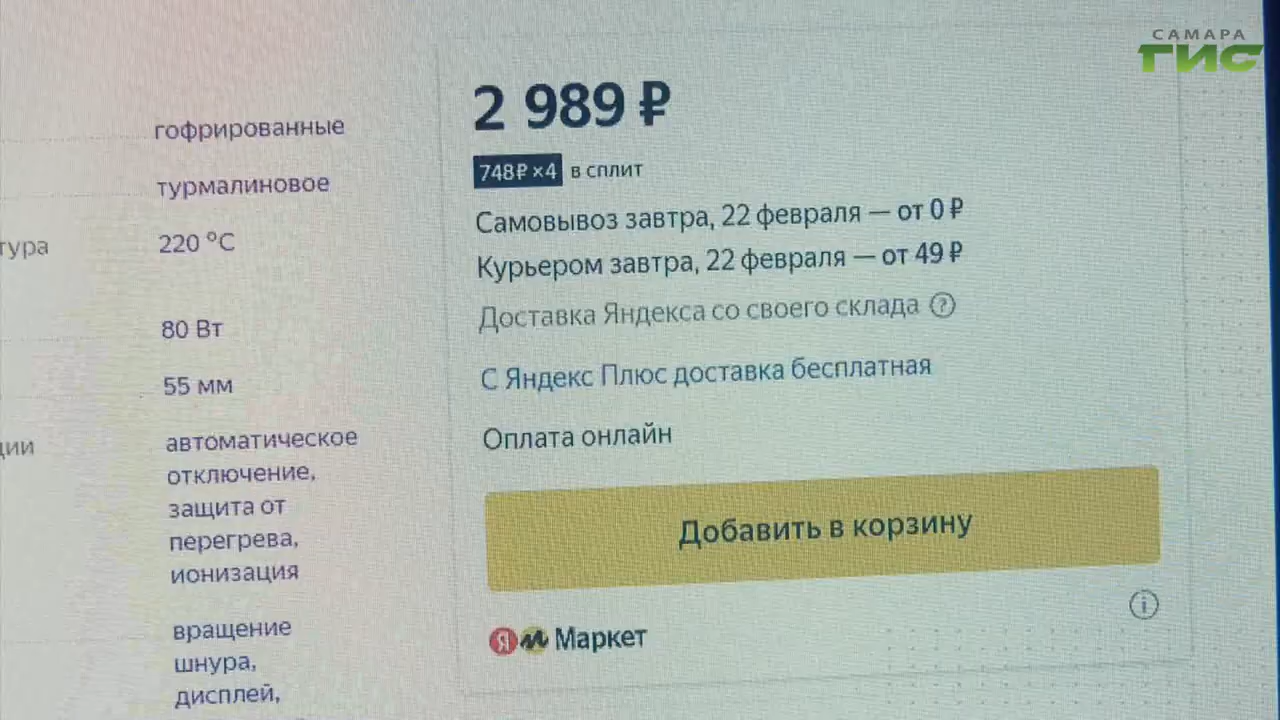 САМАРА
ГИС
гофрированные
турмалиновое
тура
220 °C
80 Вт
55 мм
ции
автоматическое
отключение,
защита от
перегрева,
ионизация
вращение
шнура,
дисплей,
2 989 ₽
748₽ ×4 в сплит
Самовывоз завтра, 22 февраля — от 0 ₽
Курьером завтра, 22 февраля — от 49 ₽
Доставка Яндекса со своего склада ?
С Яндекс Плюс доставка бесплатная
Оплата онлайн
Добавить в корзину
Я М Маркет